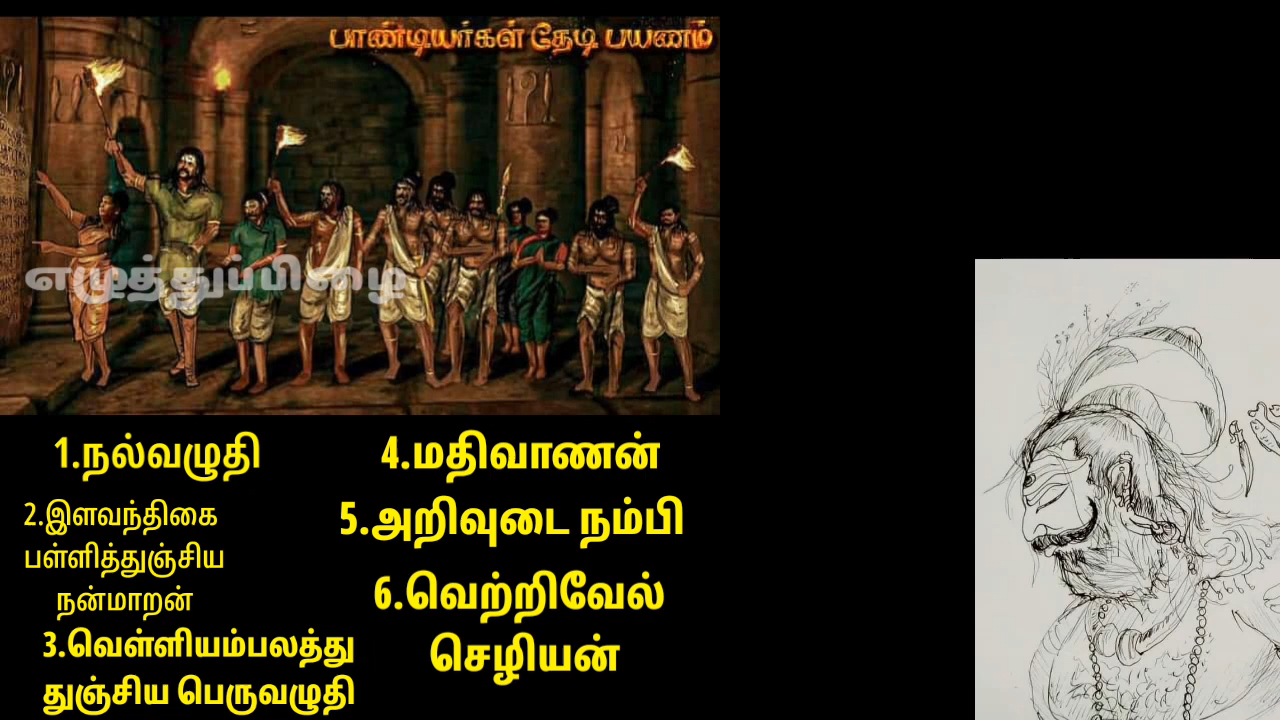 பாண்டியர்கள் தேடி பயணம்
எழுத்துப்பிழை
1.நல்வழுதி
2.இளவந்திகை
பள்ளித்துஞ்சிய
நன்மாறன்
3.வெள்ளியம்பலத்து
துஞ்சிய பெருவழுதி
4.மதிவாணன்
5.அறிவுடை நம்பி
6.வெற்றிவேல்
செழியன்